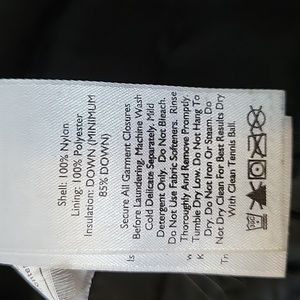 Shell: 100% Nylon
Lining: 100% Polyester
Insulation: DOWN (MINIMUM
85% DOWN)
Secure All Garment Closures
Before Laundering. Machine Wash
Cold Delicate Separately, Mild
Detergent Only. Do Not Bleach.
Do Not Use Fabric Softeners. Rinse
Thoroughly And Remove Promptly.
Tumble Dry Low. Do Not Hang To
Dry. Do Not Iron Or Steam. Do
Not Dry Clean For Best Results Dry
With Clean Tennis Ball.
Is
w
K
Tn